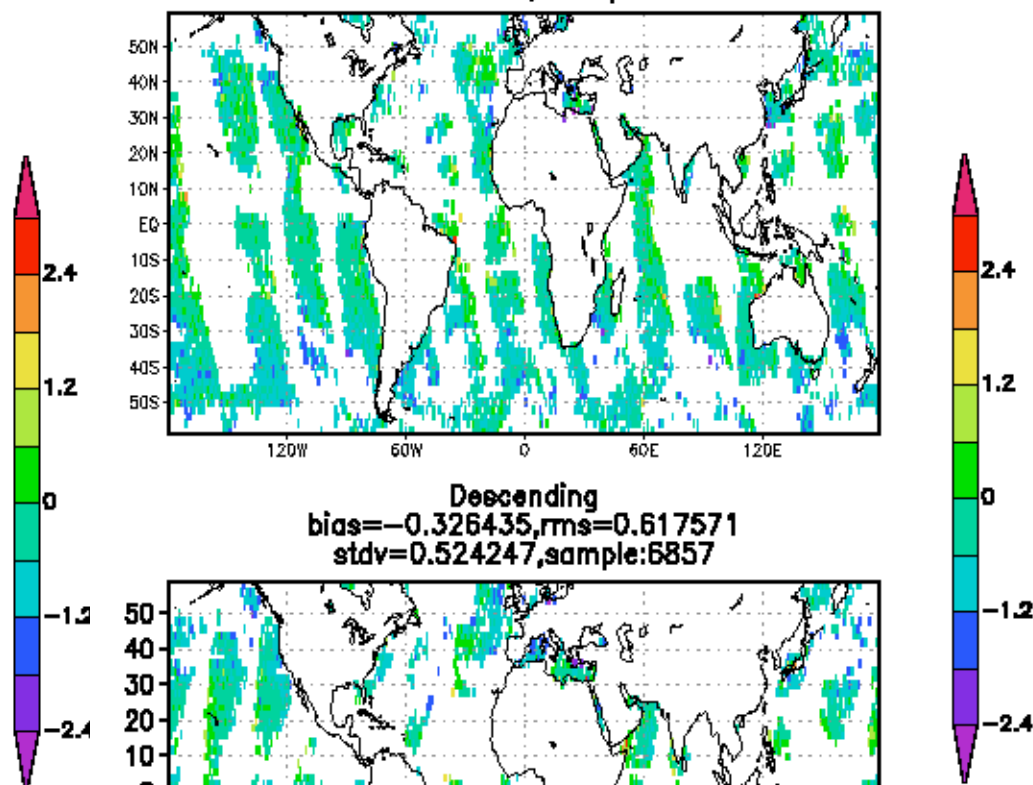 50N
40N
30N
20N
10N
EQ
10S
20S
30S
40S
50S
120W
60W
0
60E
120E
2.4
1.2
0
−1.2
−2.4
2.4
1.2
0
−1.2
−2.4
Descending
bias=−0.326435,rms=0.617571
stdv=0.524247,sample:6857
50
40
30
20
10